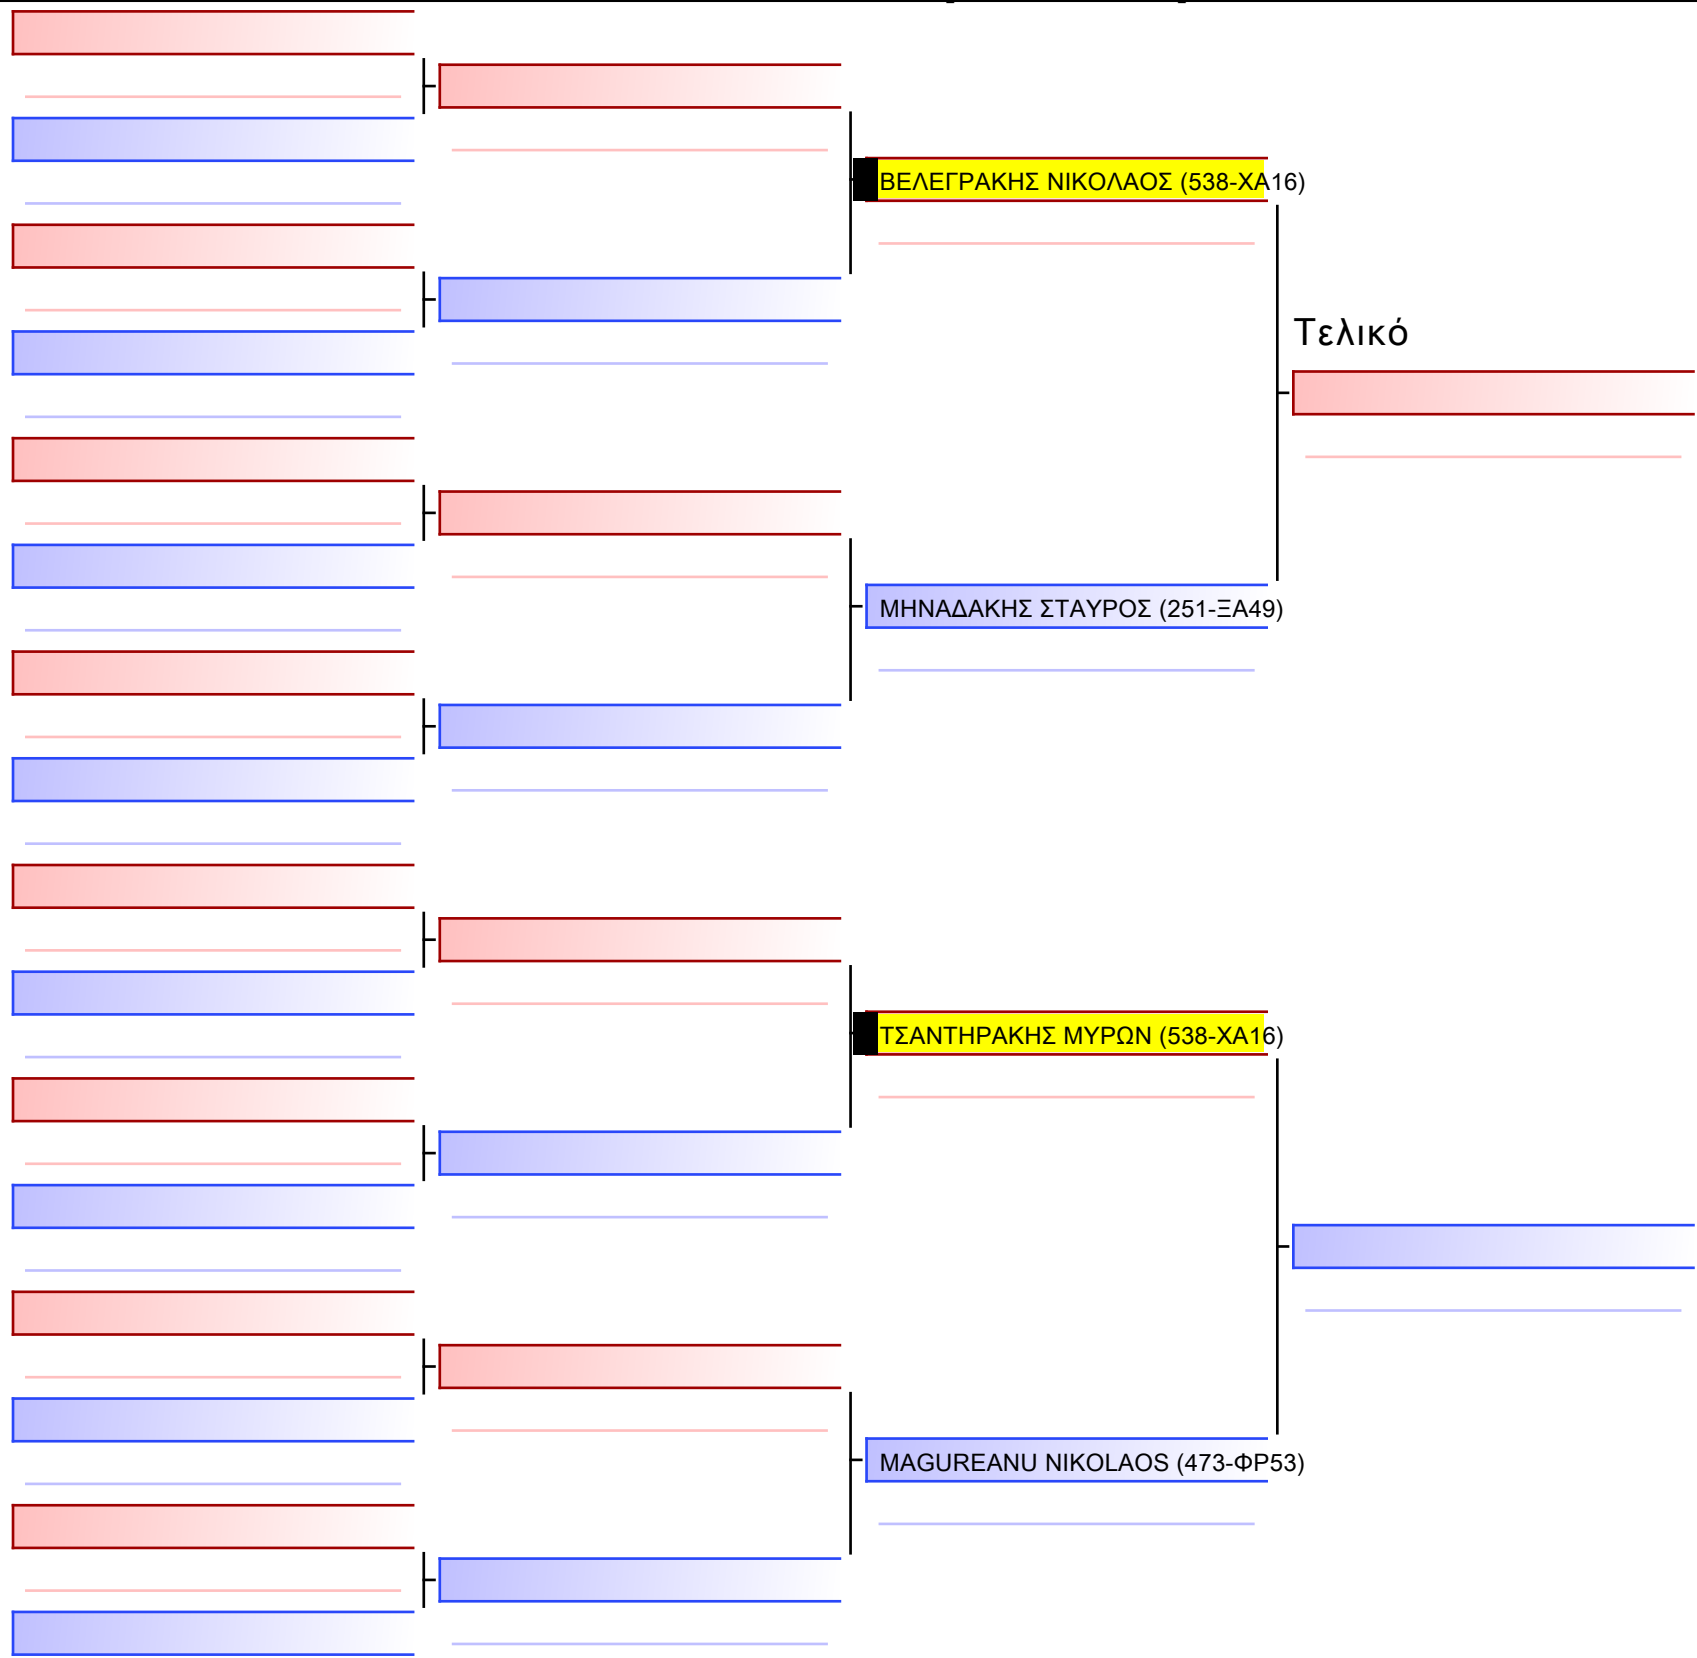 ΒΕΛΕΓΡΑΚΗΣ ΝΙΚΟΛΑΟΣ (538-ΧΑ16)
Τελικό
ΜΗΝΑΔΑΚΗΣ ΣΤΑΥΡΟΣ (251-ΞΑ49)
ΤΣΑΝΤΗΡΑΚΗΣ ΜΥΡΩΝ (538-ΧΑ16)
MAGUREANU NIKOLAOS (473-ΦΡ53)